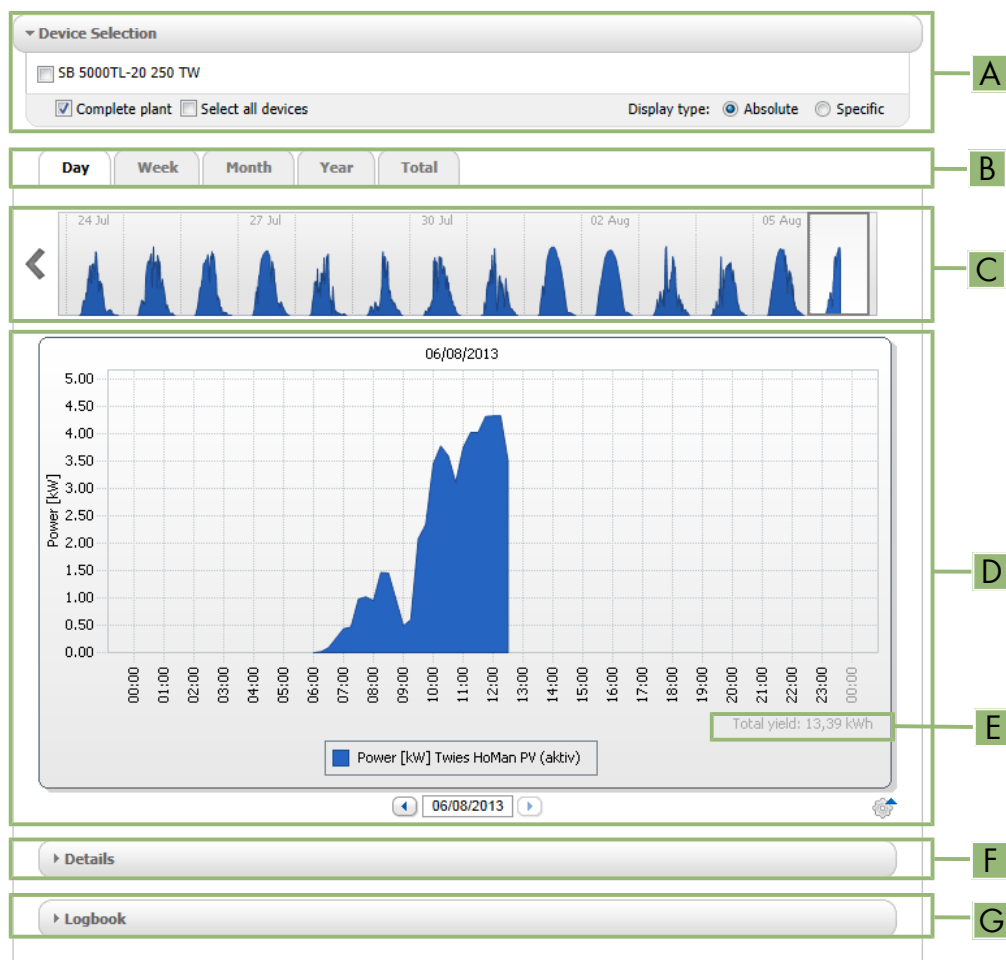 Device Selection
A
SB 5000TL-20 250 TW
Complete plant Select all devices Display type: Absolute Specific
Day Week Month Year Total
B
24 Jul 27 Jul 30 Jul 02 Aug 05 Aug
C
06/08/2013
5.00
4.50
4.00
3.50
3.00
2.50
2.00
1.50
1.00
0.50
0.00
Power [kW]
D
00:00 01:00 02:00 03:00 04:00 05:00 06:00 07:00 08:00 09:00 10:00 11:00 12:00 13:00 14:00 15:00 16:00 17:00 18:00 19:00 20:00 21:00 22:00 23:00 00:00
Total yield: 13,39 kWh
E
Power [kW] Twies HoMan PV (aktiv)
06/08/2013
Details
F
Logbook
G